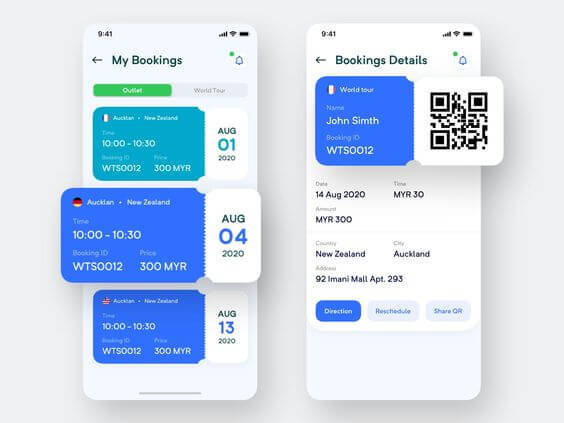 9:41
My Bookings
Outlet
World Tour
Aucklan • New Zealand
Time
10:00 - 10:30
Booking ID
Price
WTS0012
300 MYR
AUG
01
2020
Aucklan • New Zealand
Time
10:00 - 10:30
Booking ID
Price
WTS0012
300 MYR
AUG
04
2020
Aucklan • New Zealand
Time
10:00 - 10:30
Booking ID
Price
WTS0012
300 MYR
AUG
13
2020
9:41
Bookings Details
World tour
Name
John Simth
Booking ID
WTS0012
Date
Time
14 Aug 2020
MYR 30
Amount
MYR 300
Country
City
New Zealand
Auckland
Address
92 Imani Mall Apt. 293
Direction
Reschedule
Share QR